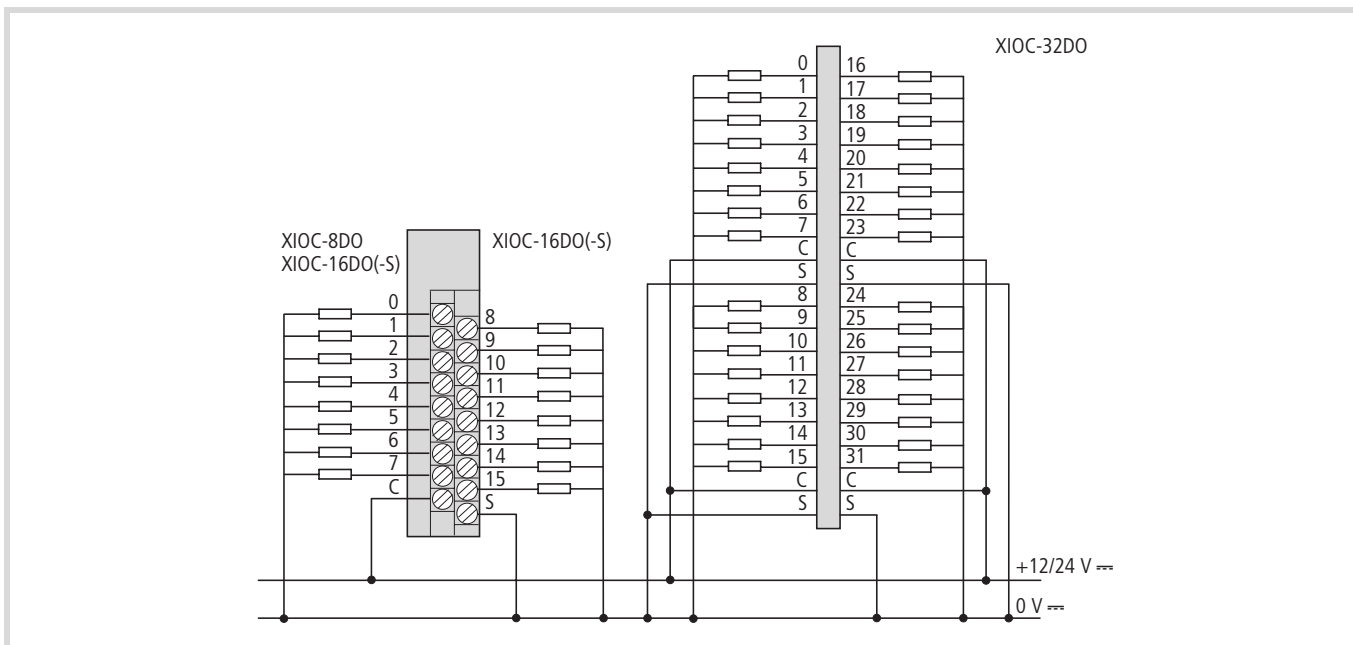 XIOC-32DO
0 16
1 17
2 18
3 19
4 20
5 21
6 22
7 23
C C
S S
8 24
9 25
10 26
11 27
12 28
13 29
14 30
15 31
C C
S S
XIOC-8DO
XIOC-16DO(-S)
XIOC-16DO(-S)
0
1
2
3
4
5
6
7
C
8
9
10
11
12
13
14
15
S
+12/24 V ⎓
0 V ⎓